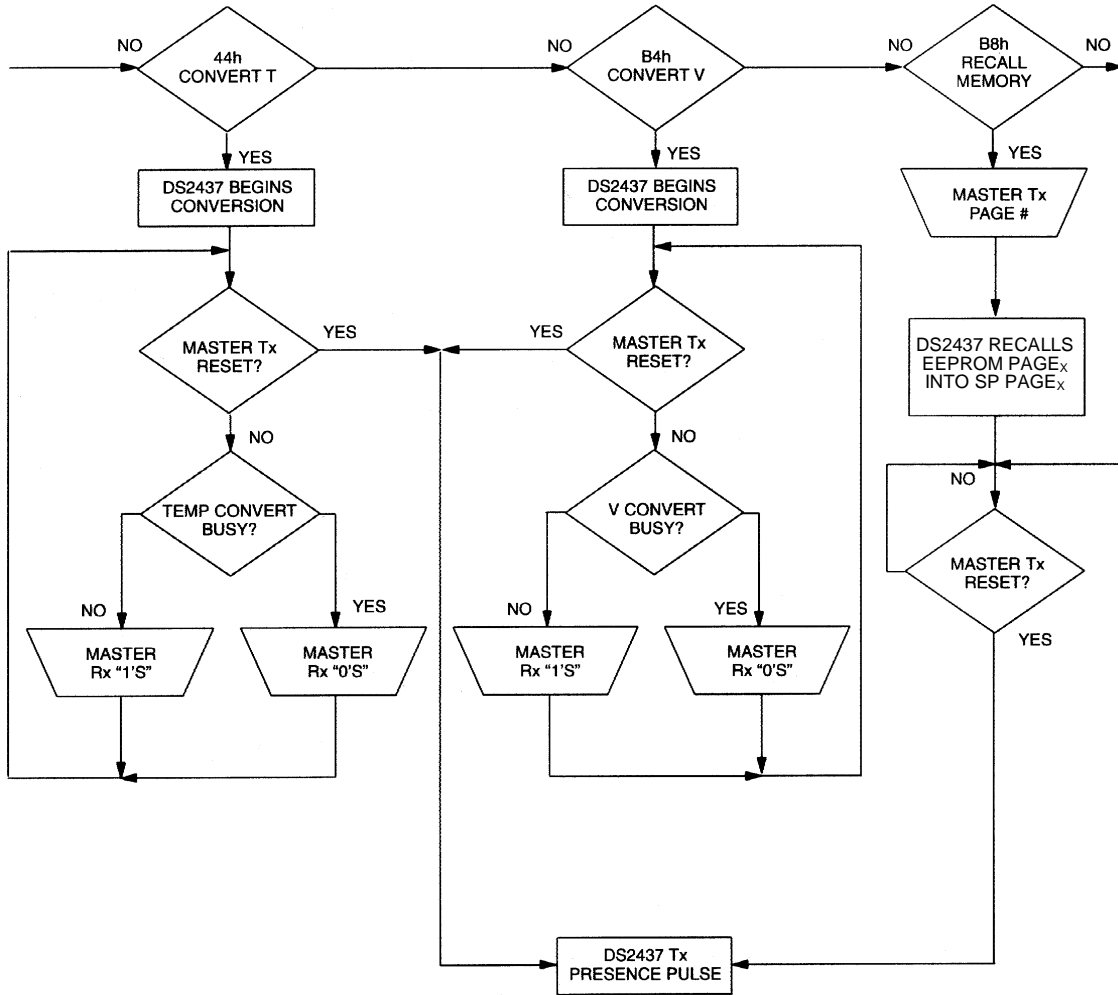 NO
44h
CONVERT T
NO
B4h
CONVERT V
NO
B8h
RECALL
MEMORY
NO
YES
YES
YES
DS2437 BEGINS
CONVERSION
DS2437 BEGINS
CONVERSION
MASTER Tx
PAGE #
MASTER Tx
RESET?
YES
YES
MASTER Tx
RESET?
DS2437 RECALLS
EEPROM PAGEX
INTO SP PAGEX
NO
NO
NO
TEMP CONVERT
BUSY?
V CONVERT
BUSY?
MASTER Tx
RESET?
NO
YES
NO
YES
YES
MASTER
Rx “1'S”
MASTER
Rx “0'S”
MASTER
Rx “1'S”
MASTER
Rx “0'S”
DS2437 Tx
PRESENCE PULSE